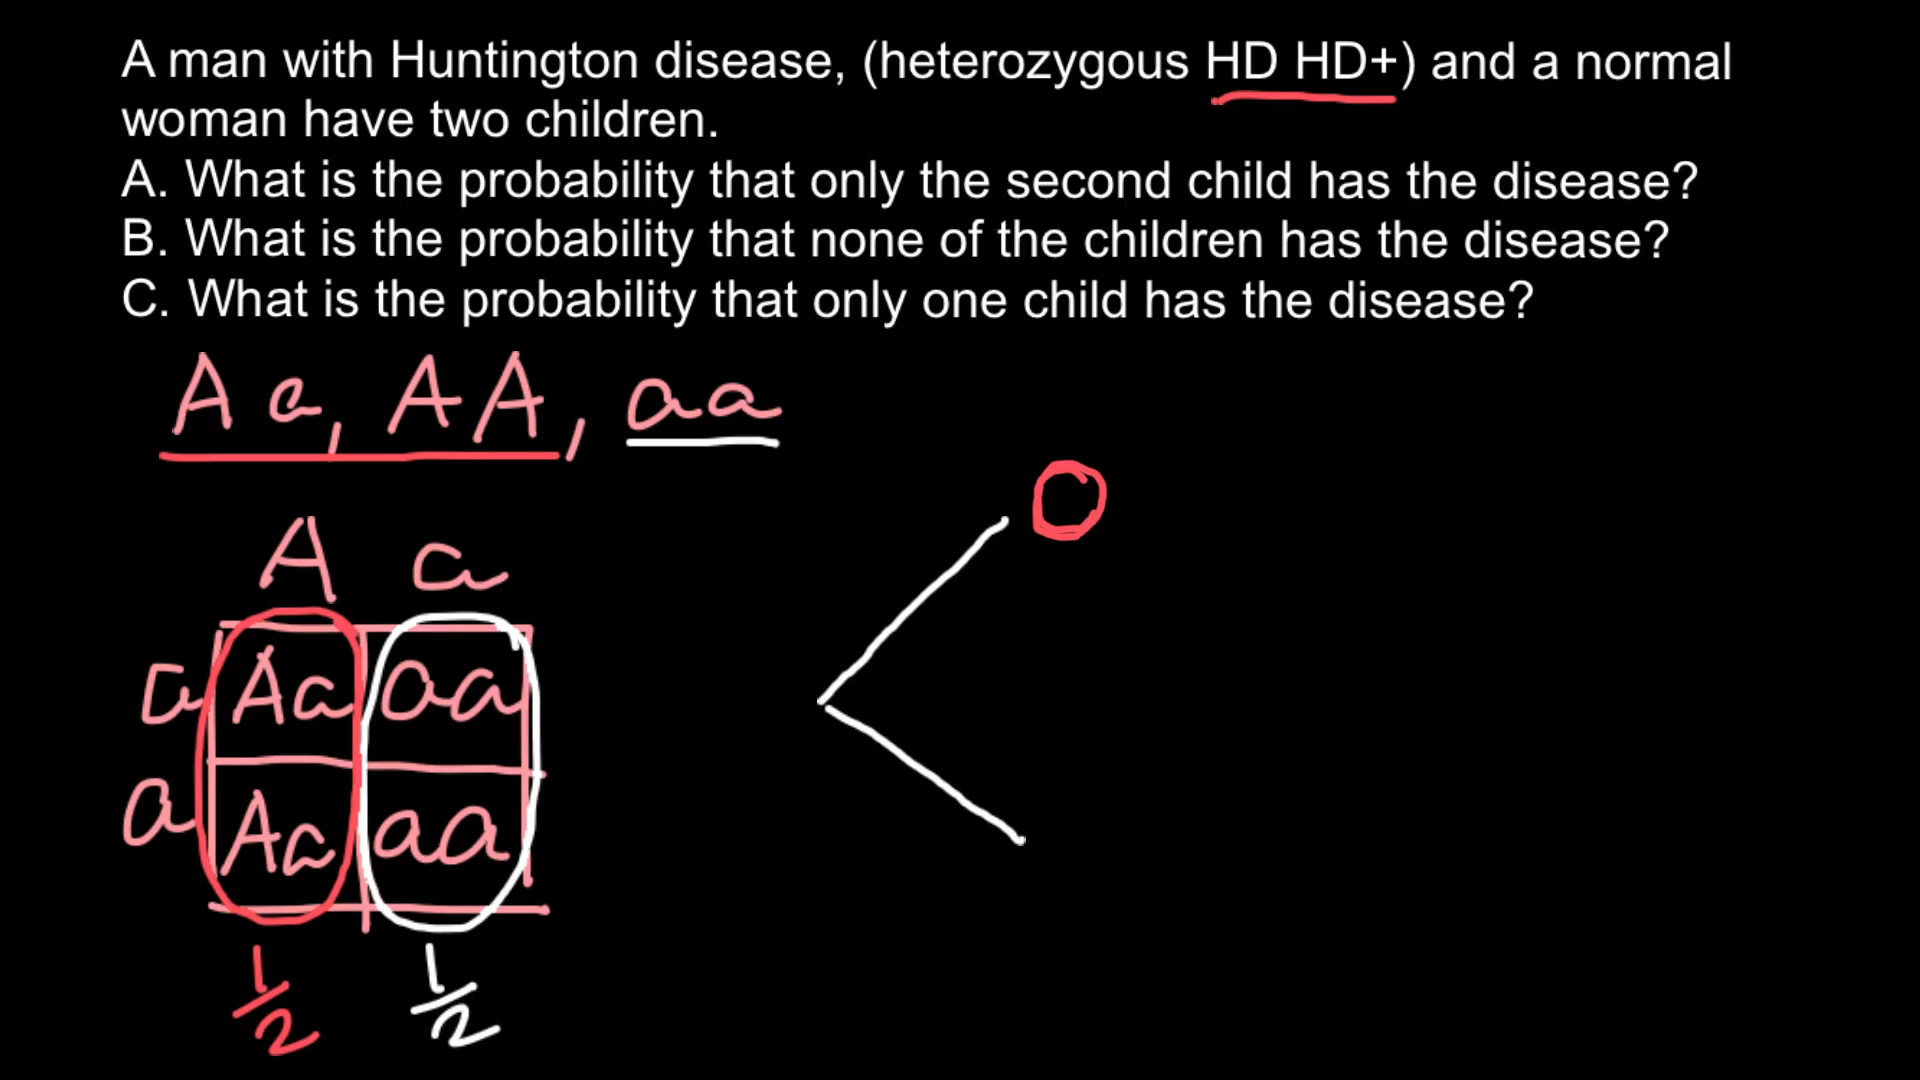 A man with Huntington disease, (heterozygous HD HD+) and a normal
woman have two children.
A. What is the probability that only the second child has the disease?
B. What is the probability that none of the children has the disease?
C. What is the probability that only one child has the disease?
Aa, AA, aa
A a
a Aa aa
a Aa aa
1/2 1/2